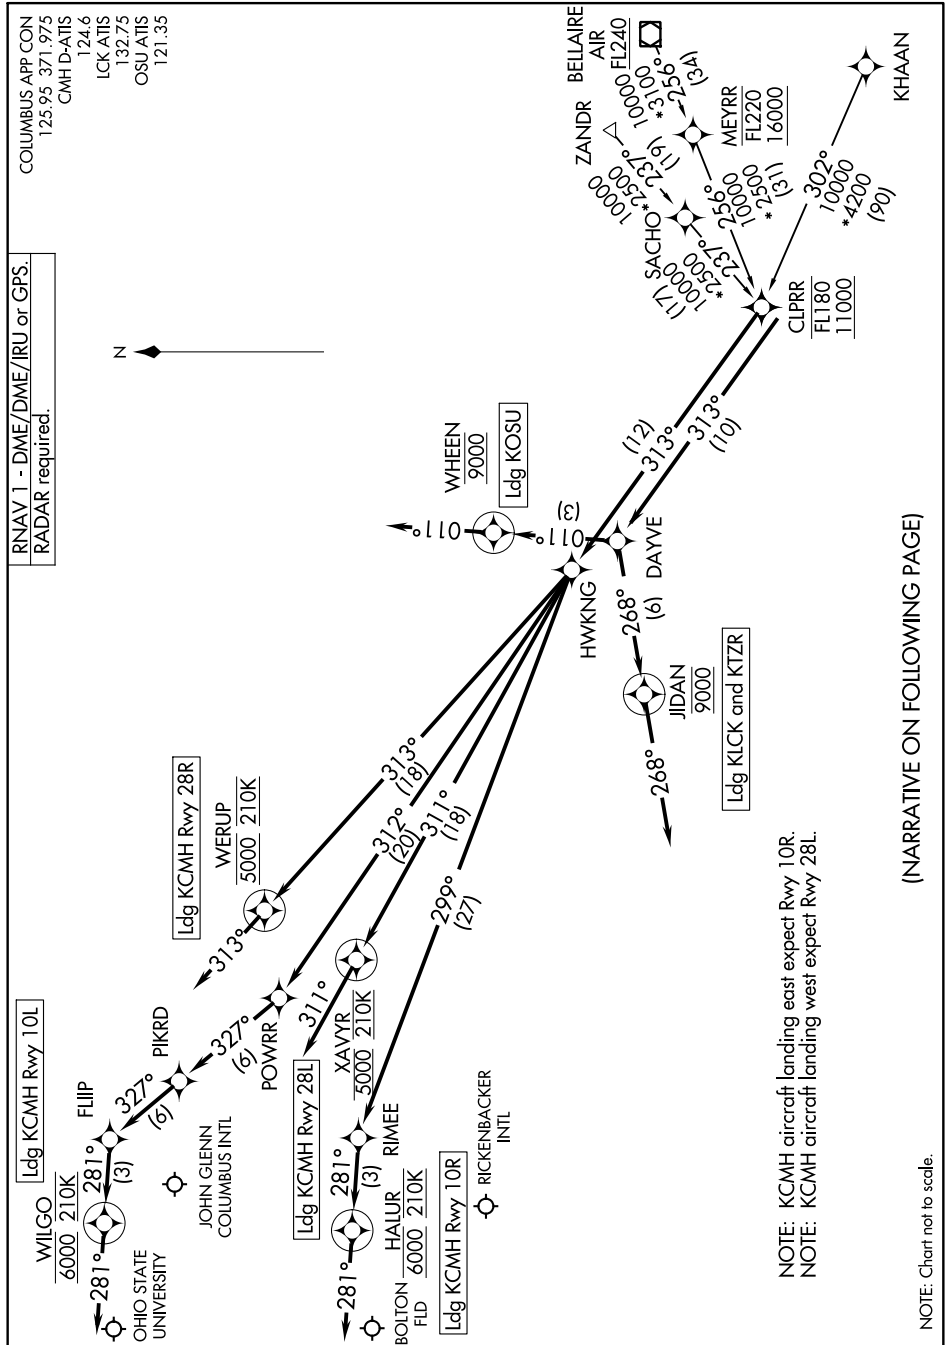 COLUMBUS APP CON
125.95 371.975
CMH D-ATIS
124.6
LCK ATIS
132.75
OSU ATIS
121.35
RNAV 1 - DME/DME/IRU or GPS.
RADAR required.
N
BELLAIRE
AIR
FL240
256°
10000
*3100
(34)
ZANDR
237°
10000
*2500
(19)
MEYRR
FL220
16000
256°
10000
*2500
(31)
SACHO
237°
10000
*2500
(17)
KHAAN
302°
10000
*4200
(90)
CLPRR
FL180
11000
(12)
313°
313°
(10)
WHEEN
9000
Ldg KOSU
011°
011°
(3)
DAYVE
HWKNG
268°
(6)
JIDAN
9000
Ldg KLCK and KTZR
268°
Ldg KCMH Rwy 28R
WERUP
5000 210K
313°
(18)
313°
312°
(20)
311°
(18)
299°
(27)
POWRR
327°
(6)
PIKRD
327°
(6)
FLIIP
281°
(3)
Ldg KCMH Rwy 10L
WILGO
6000 210K
281°
OHIO STATE
UNIVERSITY
JOHN GLENN
COLUMBUS INTL
XAVYR
5000 210K
311°
Ldg KCMH Rwy 28L
RIMEE
281°
(3)
HALUR
6000 210K
Ldg KCMH Rwy 10R
281°
BOLTON
FLD
RICKENBACKER
INTL
NOTE: KCMH aircraft landing east expect Rwy 10R.
NOTE: KCMH aircraft landing west expect Rwy 28L.
(NARRATIVE ON FOLLOWING PAGE)
NOTE: Chart not to scale.